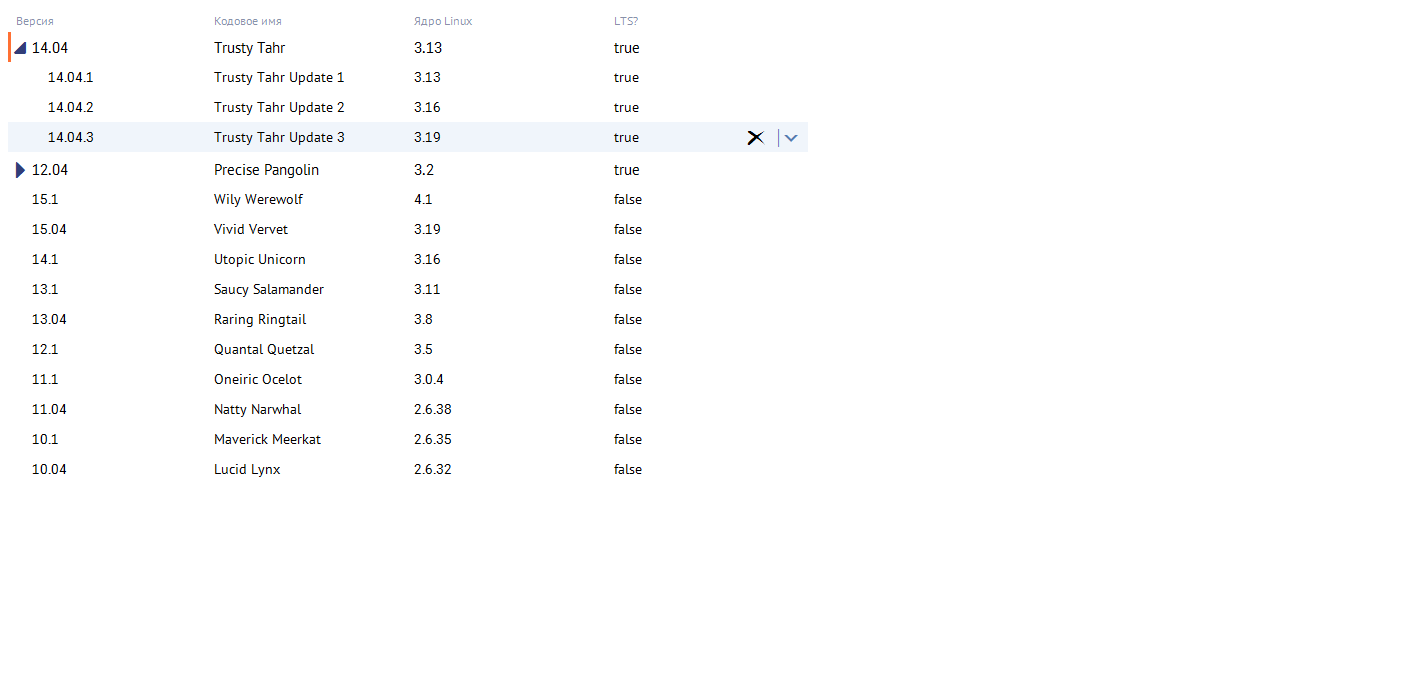 Версия Кодовое имя Ядро Linux LTS?
14.04 Trusty Tahr 3.13 true
14.04.1 Trusty Tahr Update 1 3.13 true
14.04.2 Trusty Tahr Update 2 3.16 true
14.04.3 Trusty Tahr Update 3 3.19 true
12.04 Precise Pangolin 3.2 true
15.1 Wily Werewolf 4.1 false
15.04 Vivid Vervet 3.19 false
14.1 Utopic Unicorn 3.16 false
13.1 Saucy Salamander 3.11 false
13.04 Raring Ringtail 3.8 false
12.1 Quantal Quetzal 3.5 false
11.1 Oneiric Ocelot 3.0.4 false
11.04 Natty Narwhal 2.6.38 false
10.1 Maverick Meerkat 2.6.35 false
10.04 Lucid Lynx 2.6.32 false